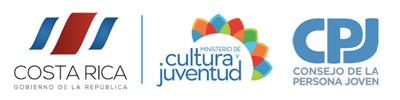 COSTA RICA
GOBIERNO DE LA REPÚBLICA
MINISTERIO DE
cultura y
juventud
CPJ
CONSEJO DE LA
PERSONA JOVEN